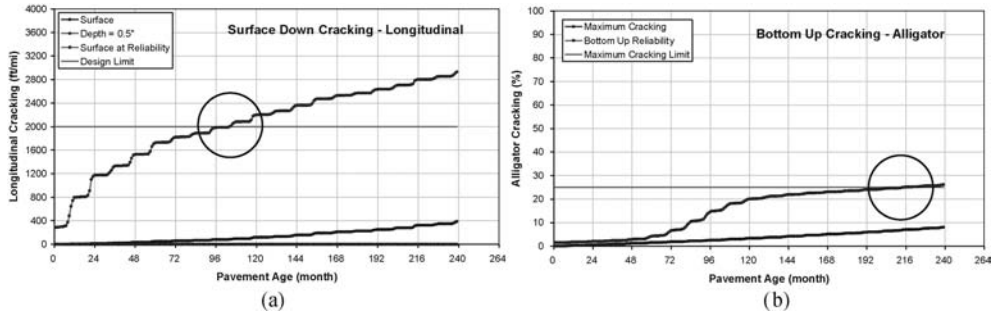 Surface Down Cracking - Longitudinal
Surface
Depth = 0.5"
Surface at Reliability
Design Limit
Longitudinal Cracking (ft/mi)
4000
3600
3200
2800
2400
2000
1600
1200
800
400
0
0 24 48 72 96 120 144 168 192 216 240 264
Pavement Age (month)
(a)
Bottom Up Cracking - Alligator
Maximum Cracking
Bottom Up Reliability
Maximum Cracking Limit
Alligator Cracking (%)
100
90
80
70
60
50
40
30
20
10
0
0 24 48 72 96 120 144 168 192 216 240 264
Pavement Age (month)
(b)